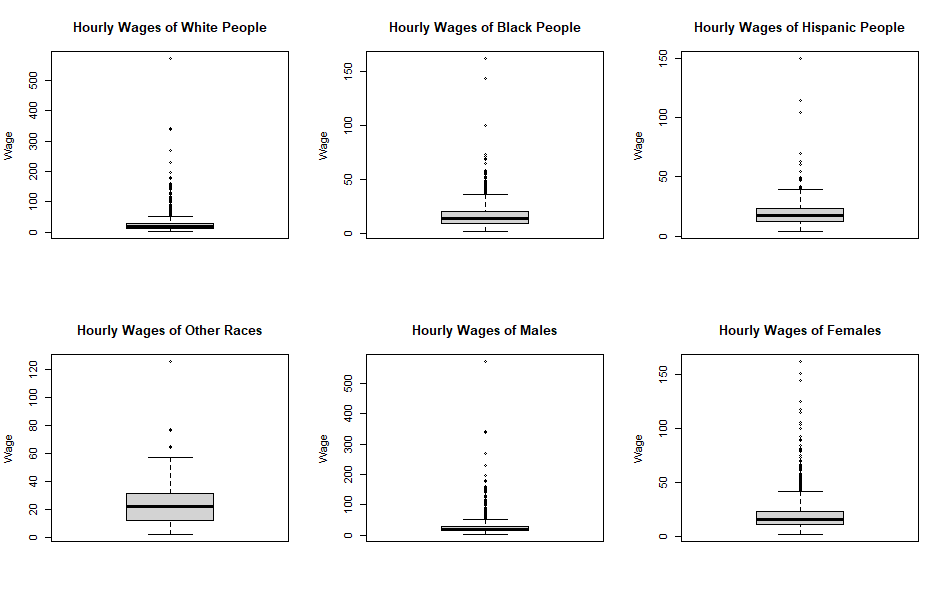 Hourly Wages of White People
Wage
500
400
300
200
100
0
Hourly Wages of Black People
Wage
150
100
50
0
Hourly Wages of Hispanic People
Wage
150
100
50
0
Hourly Wages of Other Races
Wage
120
100
80
60
40
20
0
Hourly Wages of Males
Wage
500
400
300
200
100
0
Hourly Wages of Females
Wage
150
100
50
0